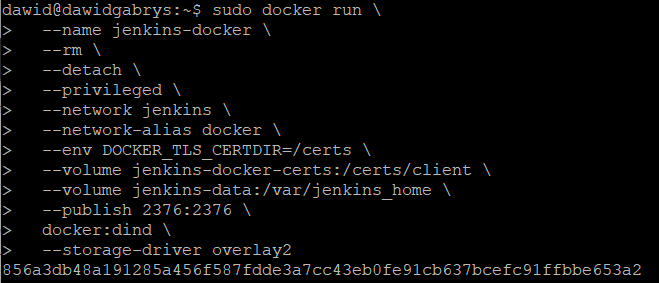 dawid@dawidgabrys:~$ sudo docker run \
>   --name jenkins-docker \
>   --rm \
>   --detach \
>   --privileged \
>   --network jenkins \
>   --network-alias docker \
>   --env DOCKER_TLS_CERTDIR=/certs \
>   --volume jenkins-docker-certs:/certs/client \
>   --volume jenkins-data:/var/jenkins_home \
>   --publish 2376:2376 \
>   docker:dind \
>   --storage-driver overlay2
856a3db48a191285a456f587fdde3a7cc43eb0fe91cb637bcefc91ffbbe653a2